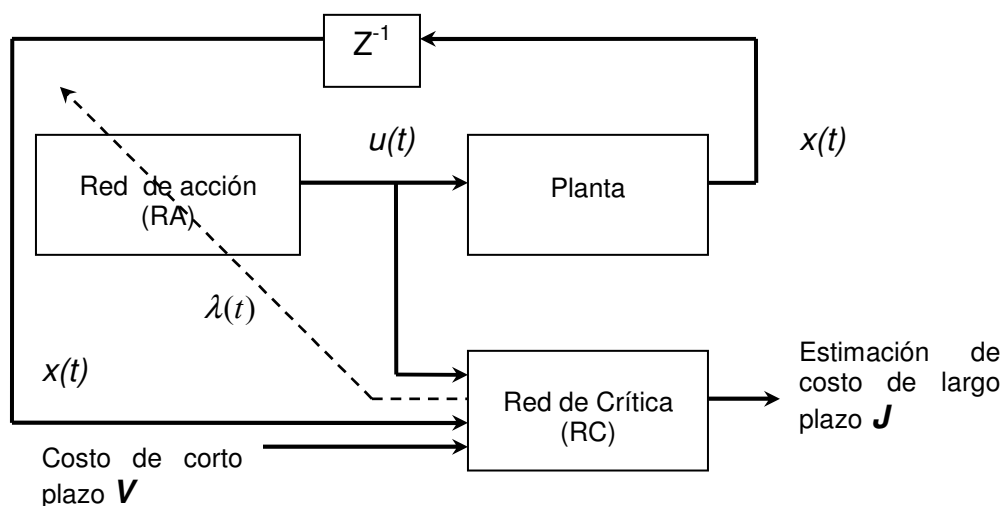 Z-1
u(t)
x(t)
Red de acción
(RA)
Planta
λ(t)
x(t)
Red de Crítica
(RC)
Estimación de
costo de largo
plazo J
Costo de corto
plazo V